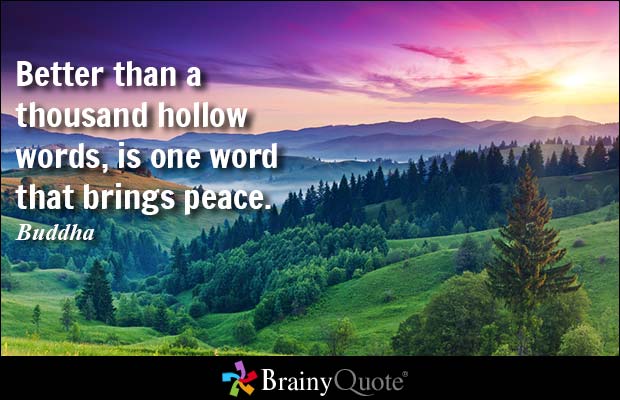 Better than a
thousand hollow
words, is one word
that brings peace.
Buddha
BrainyQuote®